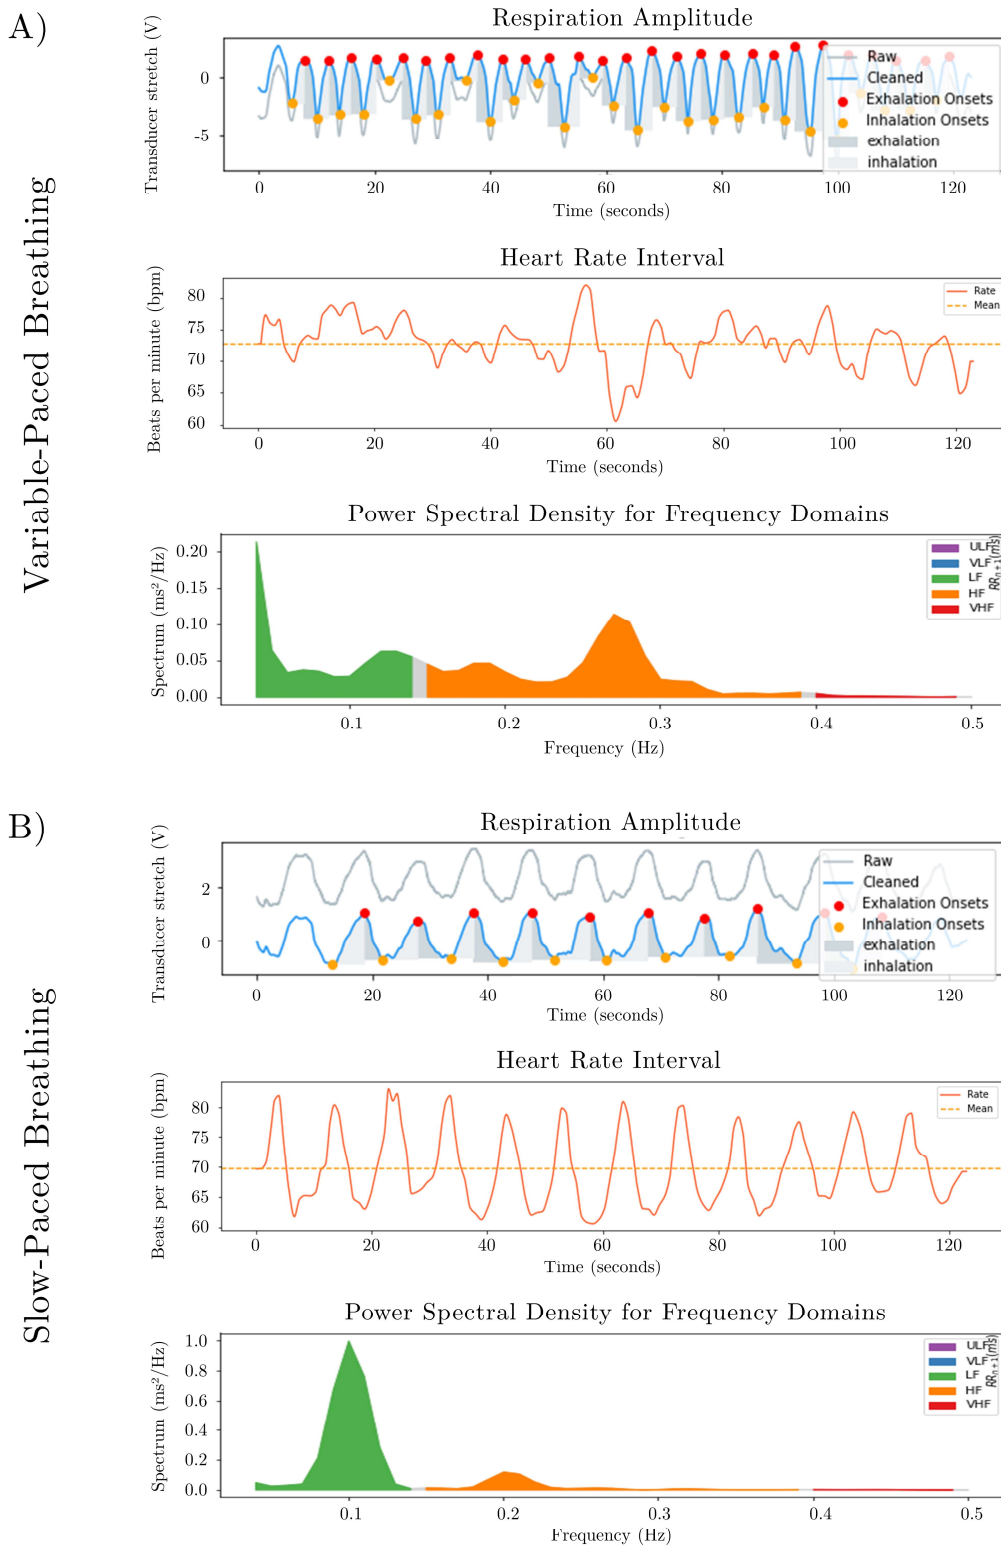 A)
Variable-Paced Breathing
Respiration Amplitude
Transducer stretch (V)
0
-5
Raw
Cleaned
Exhalation Onsets
Inhalation Onsets
exhalation
inhalation
0 20 40 60 80 100 120
Time (seconds)
Heart Rate Interval
Beats per minute (bpm)
80
75
70
65
60
Rate
Mean
0 20 40 60 80 100 120
Time (seconds)
Power Spectral Density for Frequency Domains
Spectrum (ms²/Hz)
0.20
0.15
0.10
0.05
0.00
ULF
VLF
LF
HF
VHF
RRₙ₊₁(ms)
0.1 0.2 0.3 0.4 0.5
Frequency (Hz)
B)
Slow-Paced Breathing
Respiration Amplitude
Transducer stretch (V)
2
0
Raw
Cleaned
Exhalation Onsets
Inhalation Onsets
exhalation
inhalation
0 20 40 60 80 100 120
Time (seconds)
Heart Rate Interval
Beats per minute (bpm)
80
75
70
65
60
Rate
Mean
0 20 40 60 80 100 120
Time (seconds)
Power Spectral Density for Frequency Domains
Spectrum (ms²/Hz)
1.0
0.8
0.6
0.4
0.2
0.0
ULF
VLF
LF
HF
VHF
RRₙ₊₁(ms)
0.1 0.2 0.3 0.4 0.5
Frequency (Hz)